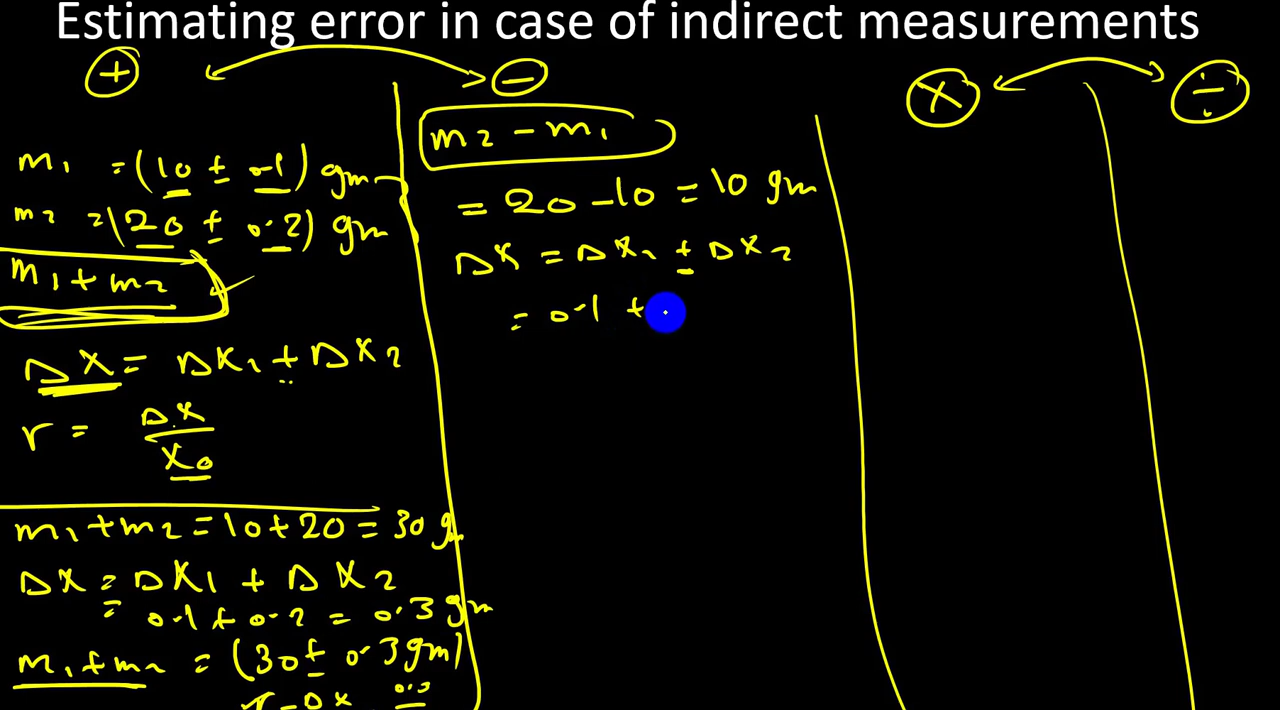 Estimating error in case of indirect measurements
+ −
× ÷
m1 = (10 ± 0.1) gm
m2 = (20 ± 0.2) gm
m1 + m2
Δx = Δx1 + Δx2
r = Δx / x0
m1 + m2 = 10 + 20 = 30 g
Δx = Δx1 + Δx2
= 0.1 + 0.2 = 0.3 gm
m1 + m2 = (30 ± 0.3 gm)
m2 − m1
= 20 − 10 = 10 gm
Δx = Δx1 + Δx2
= 0.1 +